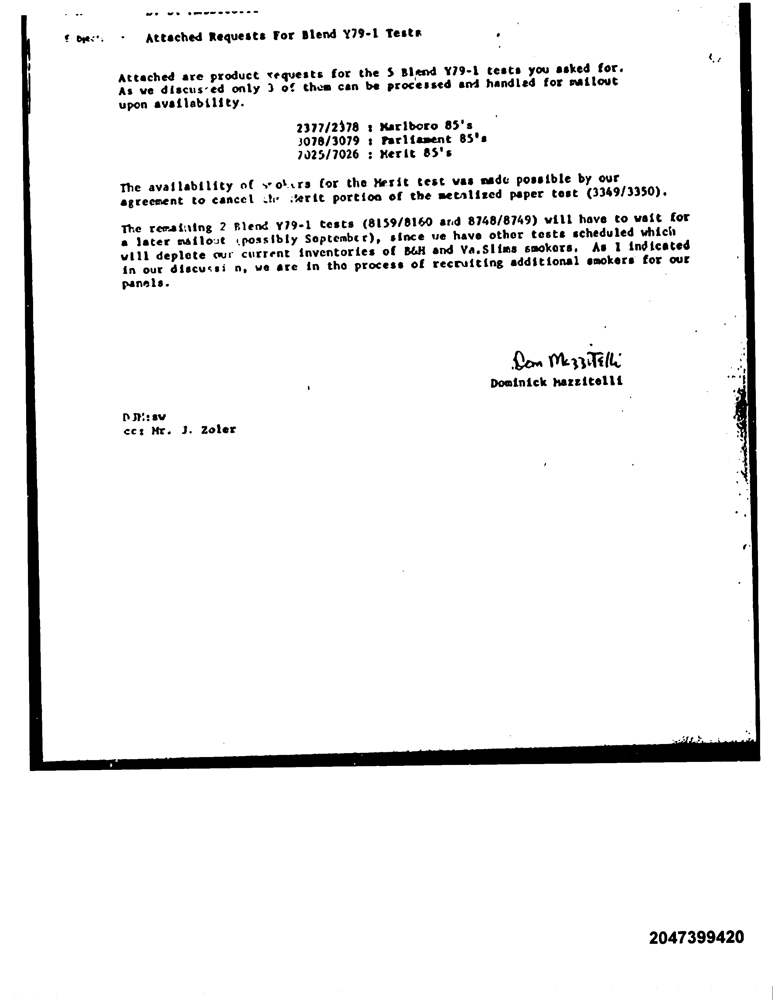 Attached Requests For Blend Y79-1 Tests
Attached are product requests for the 5 Blend Y79-1 tests you asked for.
As we discussed only 3 of them can be processed and handled for mailout
upon availability.
2377/2378 : Marlboro 85's
3078/3079 : Parliament 85's
7025/7026 : Merit 85's
The availability of smokers for the Merit test was made possible by our
agreement to cancel the Merit portion of the metalized paper test (3349/3350).
The remaining 2 Blend Y79-1 tests (8159/8160 and 8748/8749) will have to wait for
a later mailout (possibly September), since we have other tests scheduled which
will deplete our current inventories of B&H and Va.Slims smokers. As I indicated
in our discussi n, we are in the process of recruiting additional smokers for our
panels.
Dom Mazzitelli
Dominick Mazzitelli
DJM:sw
cc: Mr. J. Zoler
2047399420